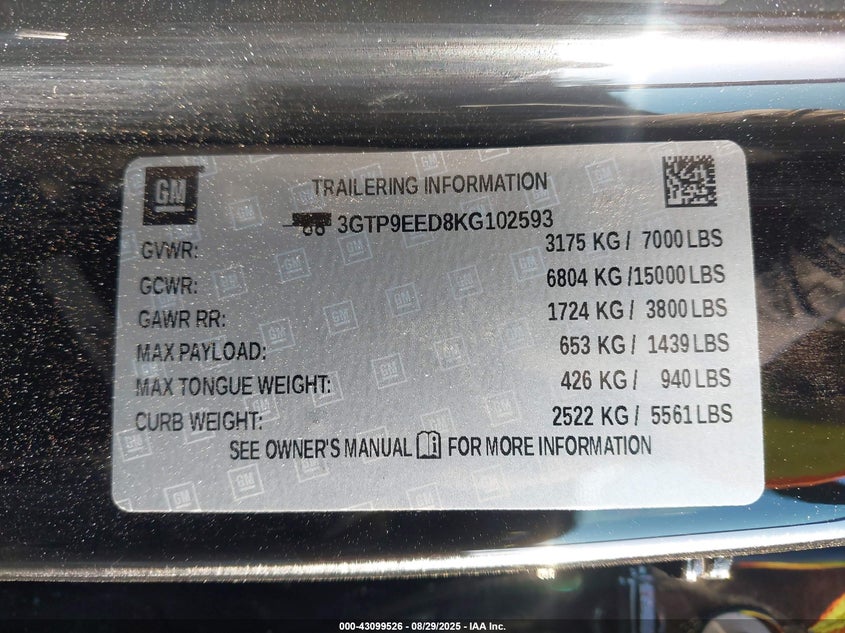 GM
TRAILERING INFORMATION
3GTP9EED8KG102593
GVWR: 3175 KG / 7000 LBS
GCWR: 6804 KG /15000 LBS
GAWR RR: 1724 KG / 3800 LBS
MAX PAYLOAD: 653 KG / 1439 LBS
MAX TONGUE WEIGHT: 426 KG / 940 LBS
CURB WEIGHT: 2522 KG / 5561 LBS
SEE OWNER'S MANUAL FOR MORE INFORMATION
000-43099526 - 08/29/2025 - IAA Inc.